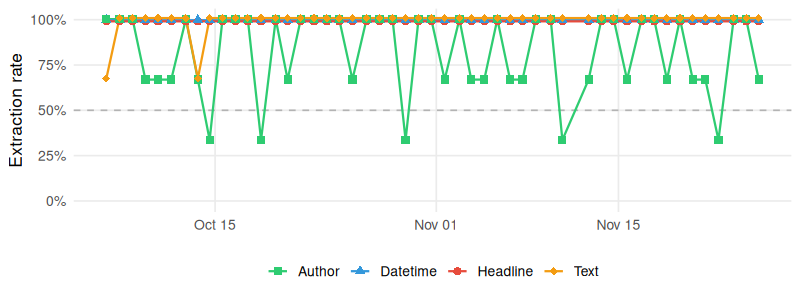 Extraction rate
100%
75%
50%
25%
0%
Oct 15
Nov 01
Nov 15
Author
Datetime
Headline
Text